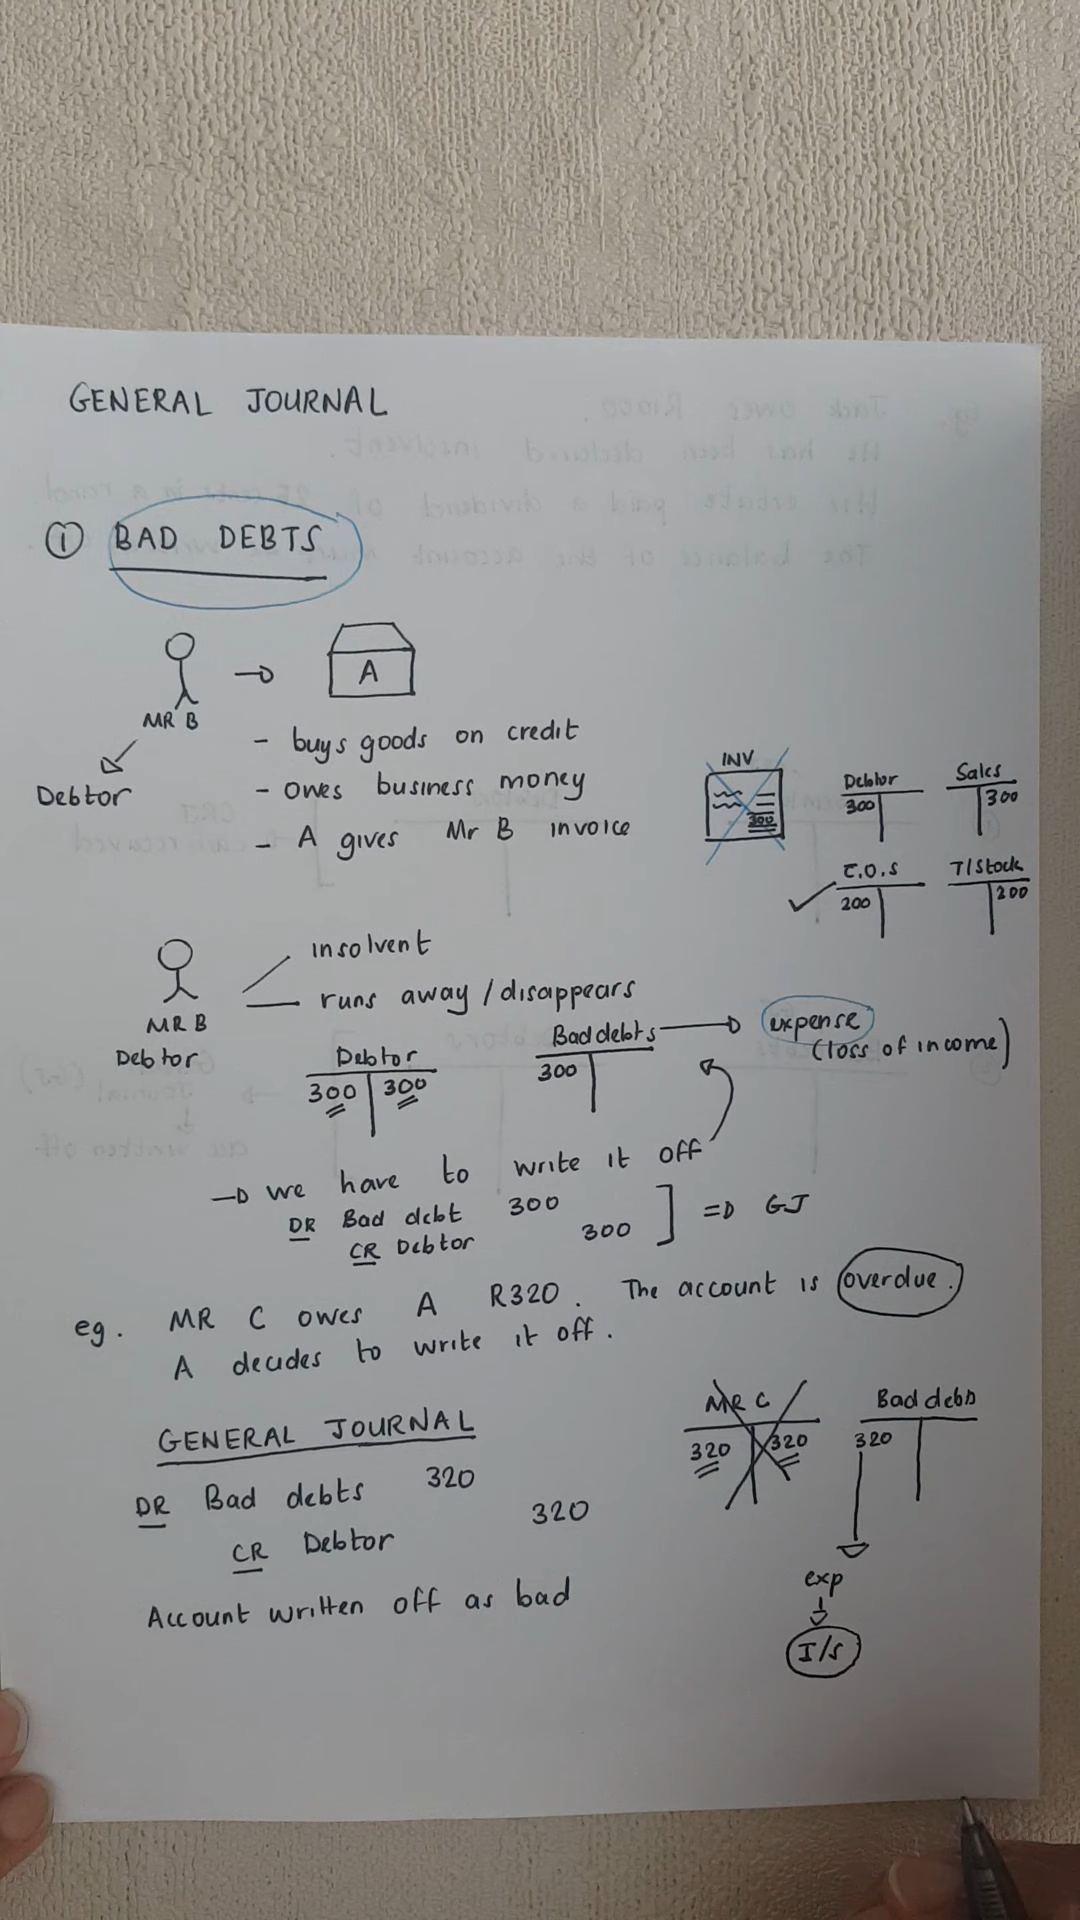 GENERAL JOURNAL
① BAD DEBTS
A
MR B
Debtor
- buys goods on credit
- owes business money
- A gives Mr B invoice
INV
300
Debtor
300
Sales
300
C.O.S
200
T/Stock
200
MR B
Debtor
insolvent
runs away / disappears
Debtor
300 300
Bad debts
300
expense
(loss of income)
we have to write it off
DR Bad debt 300
CR Debtor 300
=> GJ
eg. MR C owes A R320. The account is overdue.
A decides to write it off.
GENERAL JOURNAL
DR Bad debts 320
CR Debtor 320
Account written off as bad
MR C
320 320
Bad debts
320
exp
I/S